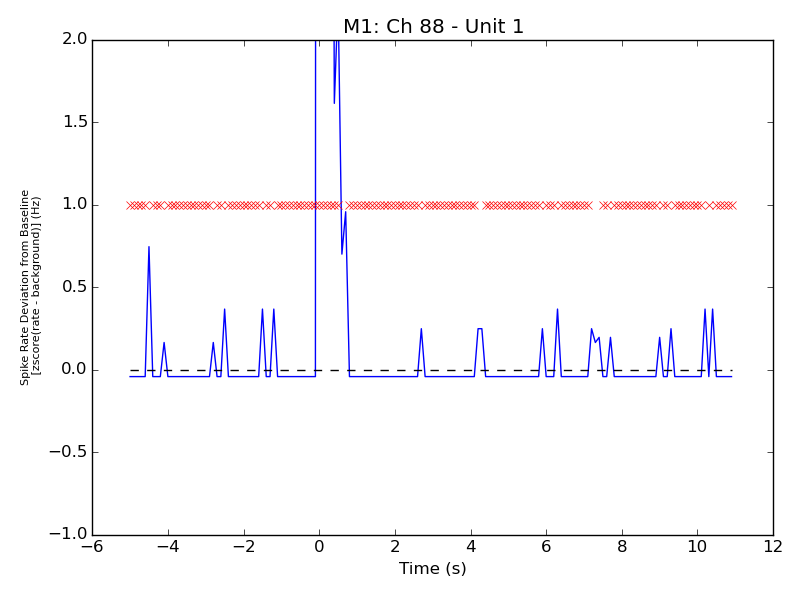 M1: Ch 88 - Unit 1
2.0
1.5
1.0
0.5
0.0
−0.5
−1.0
Spike Rate Deviation from Baseline
[zscore(rate - background)] (Hz)
−6 −4 −2 0 2 4 6 8 10 12
Time (s)